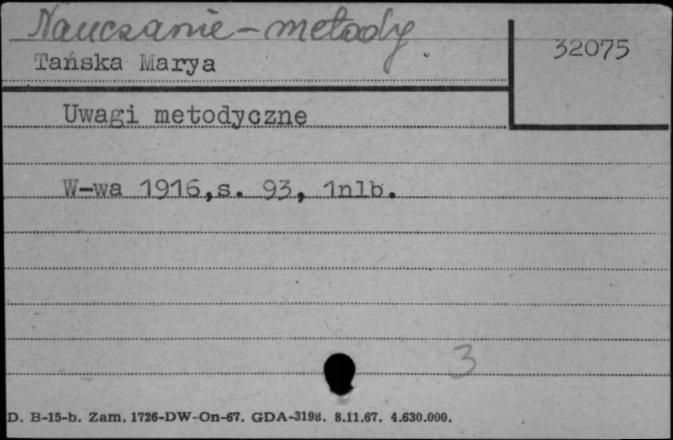 Nauczanie – metody
32075
Tańska Marya
Uwagi metodyczne
W-wa 1916,s. 93, 1nlb.
3
D. B-15-b. Zam. 1726-DW-On-67. GDA-3198. 8.11.67. 4.630.000.